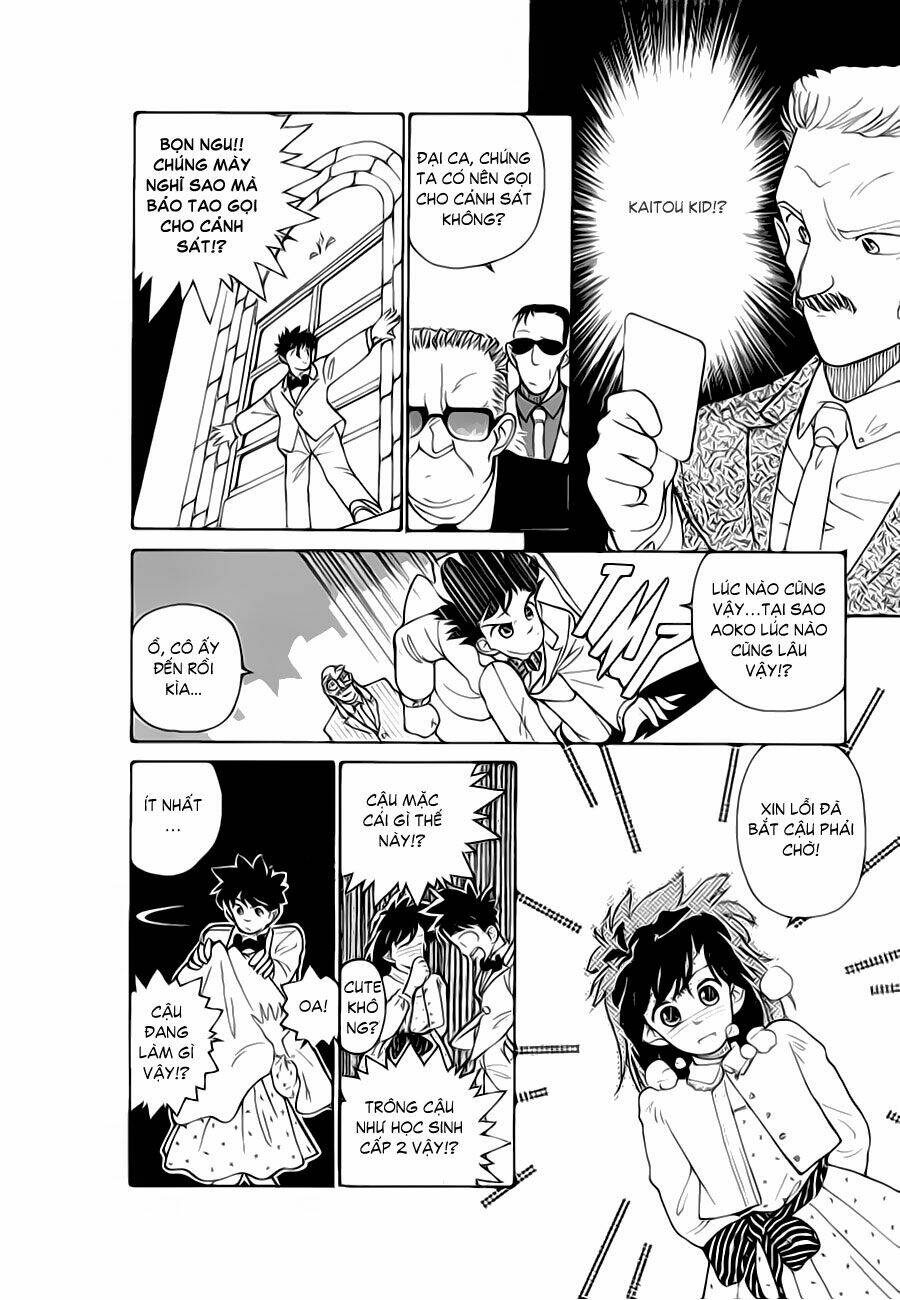 KAITOU KID!?
ĐẠI CA, CHÚNG
TA CÓ NÊN GỌI
CHO CẢNH SÁT
KHÔNG?
BỌN NGU!!
CHÚNG MÀY
NGHĨ SAO MÀ
BẢO TAO GỌI
CHO CẢNH
SÁT!?
LÚC NÀO CŨNG
VẬY...TẠI SAO
AOKO LÚC NÀO
CŨNG LÂU
VẬY!?
Ồ, CÔ ẤY
ĐẾN RỒI
KÌA...
XIN LỖI ĐÃ
BẮT CẬU PHẢI
CHỜ!
CẬU MẶC
CÁI GÌ THẾ
NÀY!?
CUTE
KHÔ
NG?
TRÔNG CẬU
NHƯ HỌC SINH
CẤP 2 VẬY!?
ÍT NHẤT
...
OA!
CẬU
ĐANG
LÀM GÌ
VẬY!?